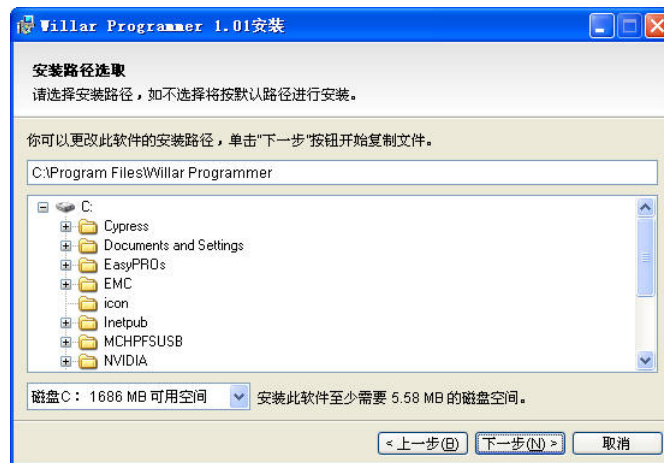 Willar Programmer 1.01安装
安装路径选取
请选择安装路径，如不选择将按默认路径进行安装。
你可以更改此软件的安装路径，单击"下一步"按钮开始复制文件。
C:\Program Files\Willar Programmer
C:
Cypress
Documents and Settings
EasyPROs
EMC
icon
Inetpub
MCHPFSUSB
NVIDIA
磁盘C： 1686 MB 可用空间 安装此软件至少需要 5.58 MB 的磁盘空间。
<上一步(B) 下一步(N)> 取消